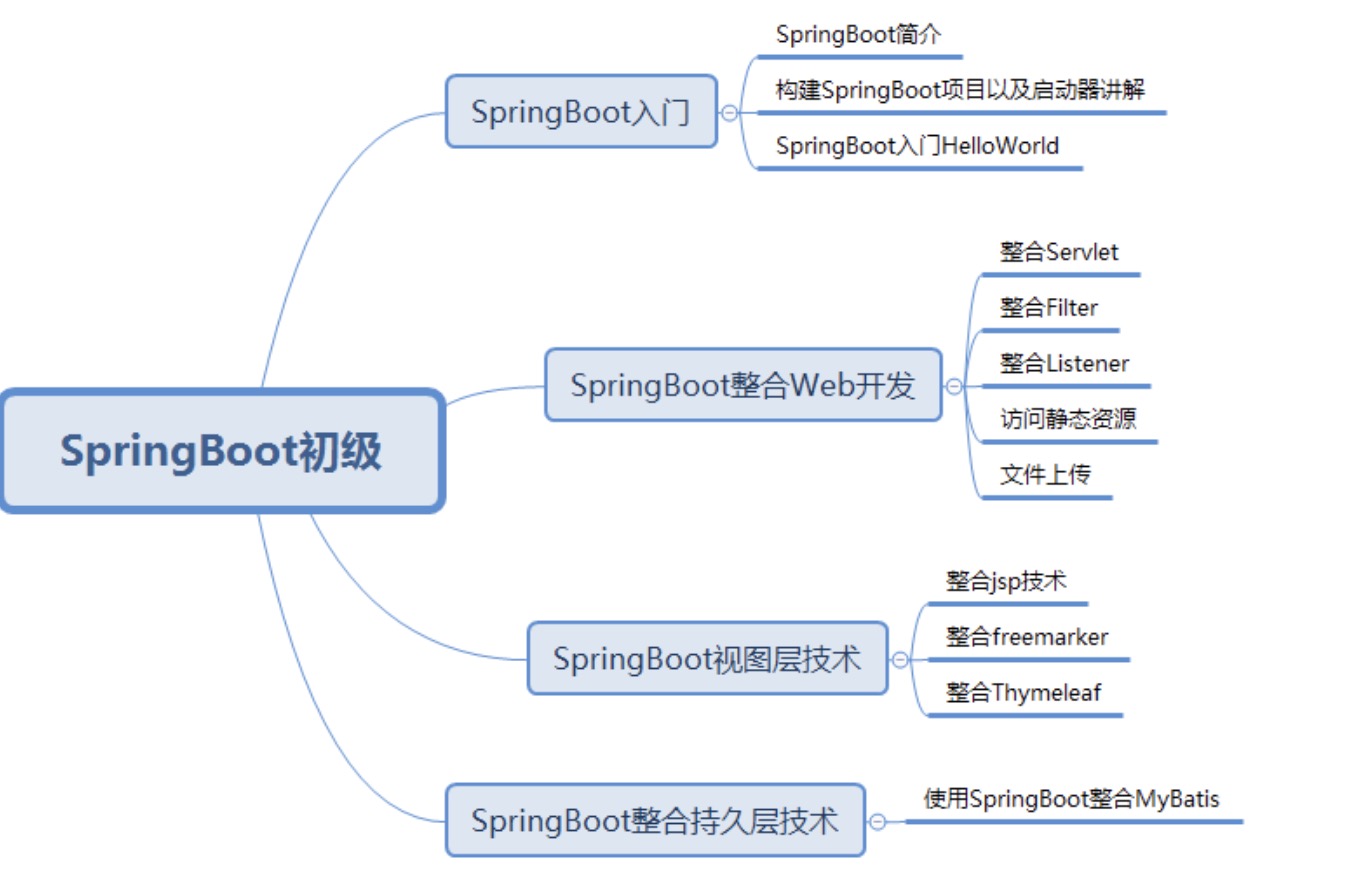 SpringBoot初级
SpringBoot入门
SpringBoot简介
构建SpringBoot项目以及启动器讲解
SpringBoot入门HelloWorld
SpringBoot整合Web开发
整合Servlet
整合Filter
整合Listener
访问静态资源
文件上传
SpringBoot视图层技术
整合jsp技术
整合freemarker
整合Thymeleaf
SpringBoot整合持久层技术
使用SpringBoot整合MyBatis